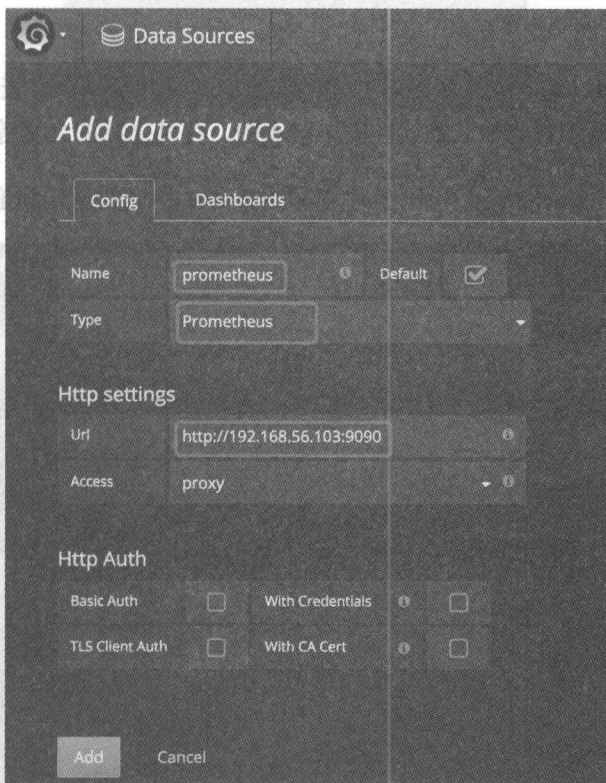 Data Sources
Add data source
Config Dashboards
Name prometheus Default
Type Prometheus
Http settings
Url http://192.168.56.103:9090
Access proxy
Http Auth
Basic Auth With Credentials
TLS Client Auth With CA Cert
Add Cancel